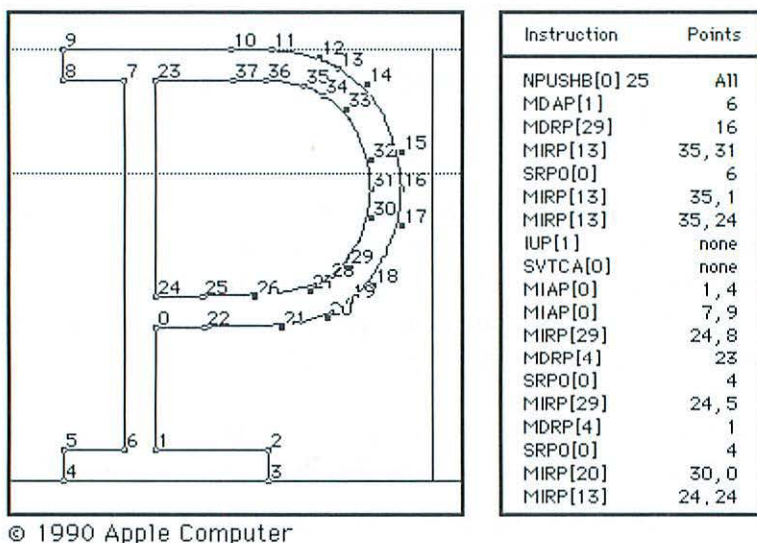 9 10 11 12
13
14
8 7 23 37 36 35
34
33
15
32
31 16
30 17
29
28
18
24 25 26
19
0 22 21
5 6 1 2
4 3
Instruction Points
NPUSHB[0] 25 All
MDAP[1] 6
MDRP[29] 16
MIRP[13] 35,31
SRP0[0] 6
MIRP[13] 35,1
MIRP[13] 35,24
IUP[1] none
SVTCA[0] none
MIAP[0] 1,4
MIAP[0] 7,9
MIRP[29] 24,8
MDRP[4] 23
SRP0[0] 4
MIRP[29] 24,5
MDRP[4] 1
SRP0[0] 4
MIRP[20] 30,0
MIRP[13] 24,24
© 1990 Apple Computer